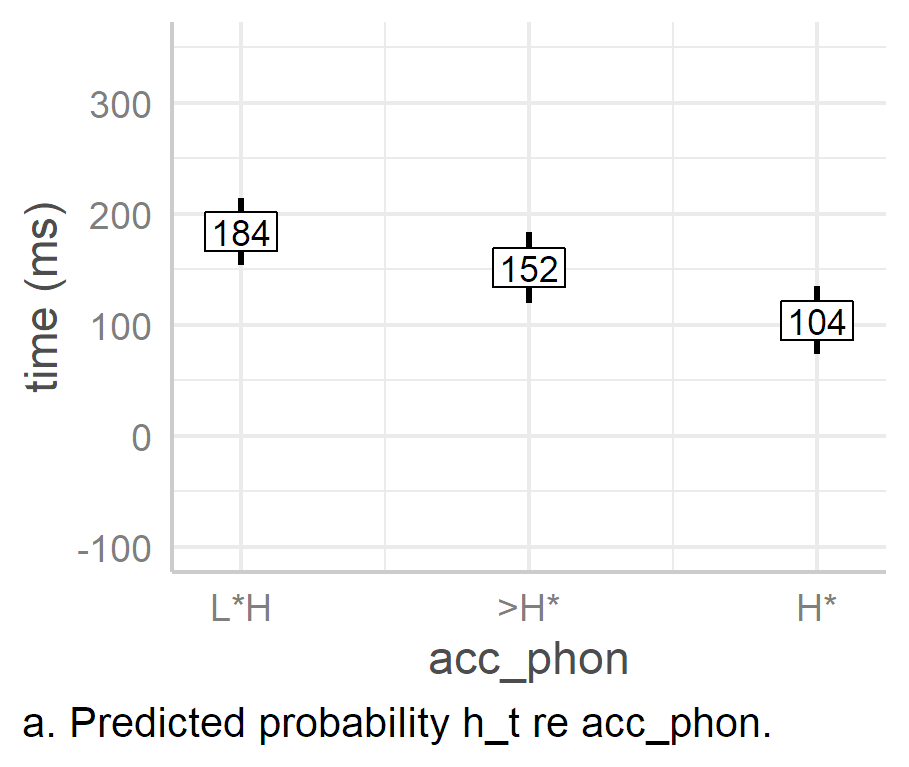 time (ms)
300
200
100
0
-100
184
152
104
L*H
>H*
H*
acc_phon
a. Predicted probability h_t re acc_phon.